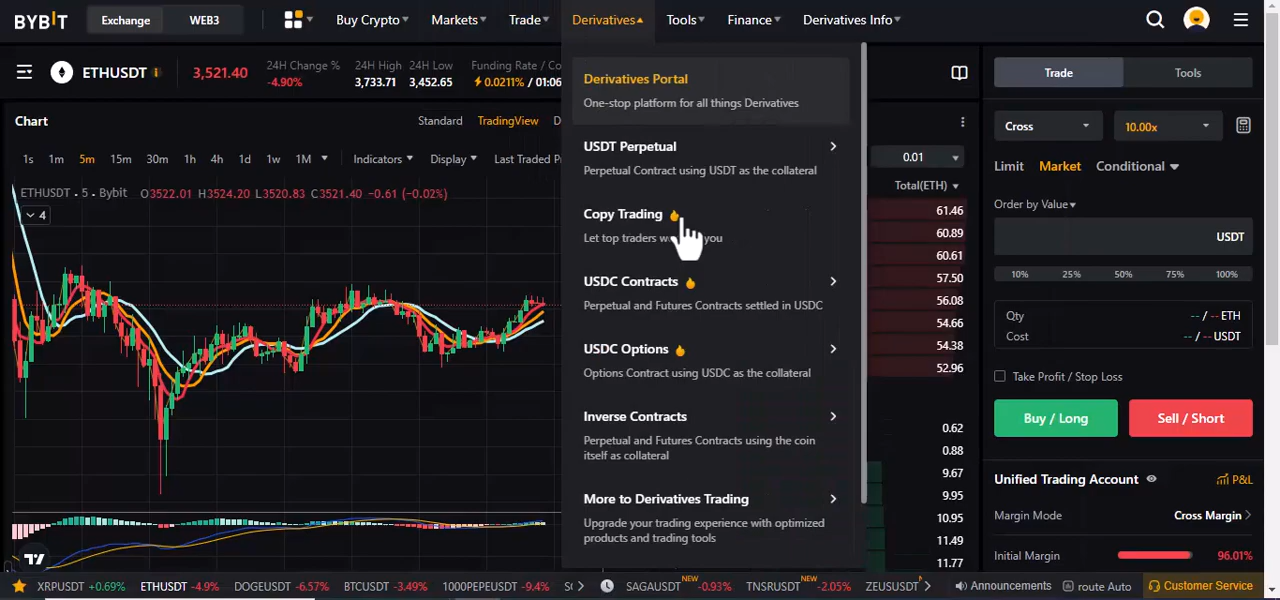 BYBIT Exchange WEB3 Buy Crypto Markets Trade Derivatives Tools Finance Derivatives Info
ETHUSDT 3,521.40
24H Change % 24H High 24H Low Funding Rate / Co
-4.90% 3,733.71 3,452.65 0.0211% / 01:06
Chart Standard TradingView D
1s 1m 5m 15m 30m 1h 4h 1d 1w 1M Indicators Display Last Traded P
ETHUSDT · 5 · Bybit O3522.01 H3524.20 L3520.83 C3521.40 -0.61 (-0.02%)
4
Derivatives Portal
One-stop platform for all things Derivatives
USDT Perpetual
Perpetual Contract using USDT as the collateral
Copy Trading
Let top traders you
USDC Contracts
Perpetual and Futures Contracts settled in USDC
USDC Options
Options Contract using USDC as the collateral
Inverse Contracts
Perpetual and Futures Contracts using the coin
itself as collateral
More to Derivatives Trading
Upgrade your trading experience with optimized
products and trading tools
0.01
Total(ETH)
61.46
60.89
60.61
57.50
56.08
54.66
54.38
52.96
0.62
0.88
9.67
9.95
10.95
11.49
11.77
Trade Tools
Cross 10.00x
Limit Market Conditional
Order by Value
USDT
10% 25% 50% 75% 100%
Qty -- / -- ETH
Cost -- / -- USDT
Take Profit / Stop Loss
Buy / Long Sell / Short
Unified Trading Account P&L
Margin Mode Cross Margin
Initial Margin 96.01%
XRPUSDT +0.69% ETHUSDT -4.9% DOGEUSDT -6.57% BTCUSDT -3.49% 1000PEPEUSDT -9.4% SAGAUSDT NEW -0.93% TNSRUSDT NEW -2.05% ZEUSUSDT Announcements route Auto Customer Service